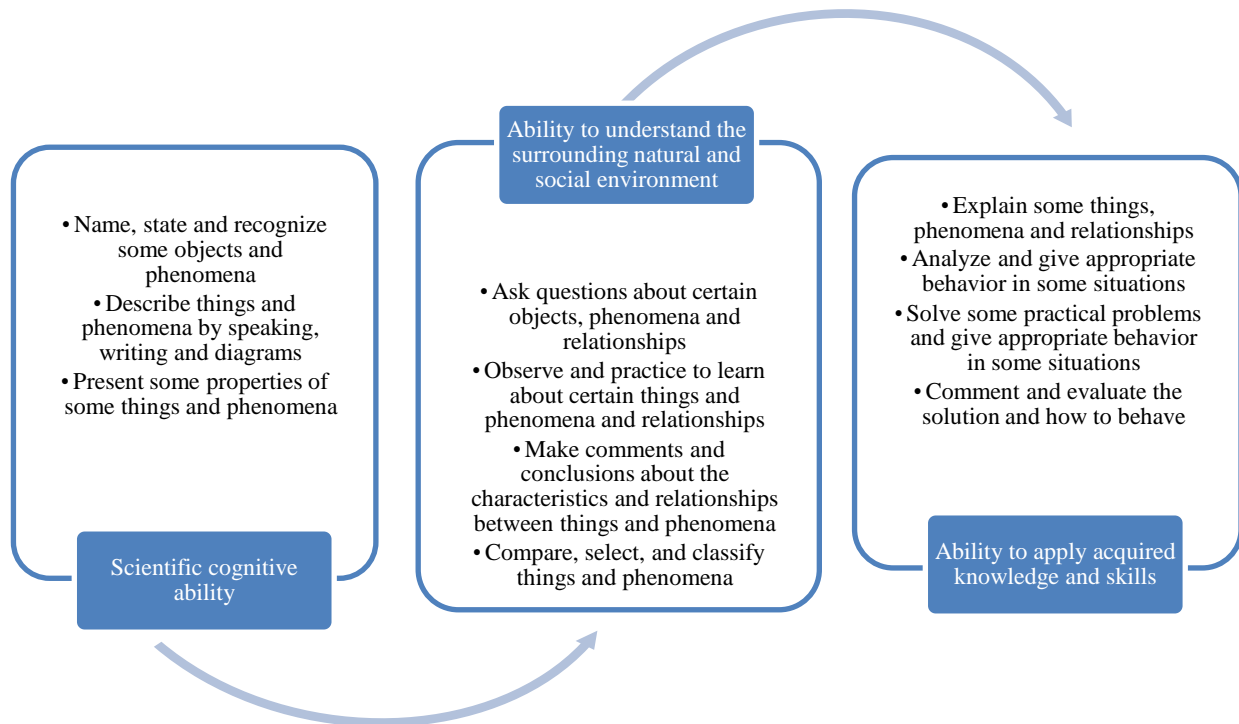 • Name, state and recognize
some objects and
phenomena
• Describe things and
phenomena by speaking,
writing and diagrams
• Present some properties of
some things and phenomena
Scientific cognitive
ability
Ability to understand the
surrounding natural and
social environment
• Ask questions about certain
objects, phenomena and
relationships
• Observe and practice to learn
about certain things and
phenomena and relationships
• Make comments and
conclusions about the
characteristics and relationships
between things and phenomena
• Compare, select, and classify
things and phenomena
• Explain some things,
phenomena and relationships
• Analyze and give appropriate
behavior in some situations
• Solve some practical problems
and give appropriate behavior
in some situations
• Comment and evaluate the
solution and how to behave
Ability to apply acquired
knowledge and skills